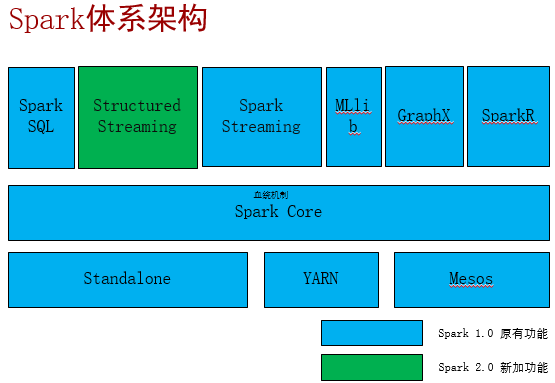 Spark体系架构
Spark
SQL
Structured
Streaming
Spark
Streaming
MLli
b
GraphX
SparkR
血统机制
Spark Core
Standalone
YARN
Mesos
Spark 1.0 原有功能
Spark 2.0 新加功能